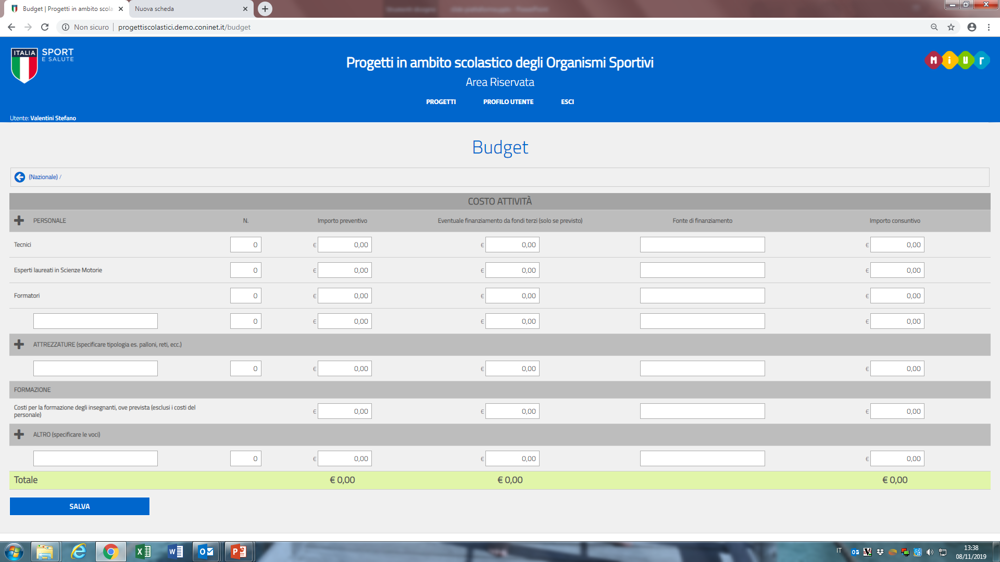 Budget | Progetti in ambito scola
Nuova scheda
Non sicuro
progettiscolastici.demo.coninet.it/budget
ITALIA
SPORT
E SALUTE
Progetti in ambito scolastico degli Organismi Sportivi
M i U r
Area Riservata
PROGETTI PROFILO UTENTE ESCI
Utente: Valentini Stefano
Budget
(Nazionale) /
COSTO ATTIVITÀ
PERSONALE N. Importo preventivo Eventuale finanziamento da fondi terzi (solo se previsto) Fonte di finanziamento Importo consuntivo
Tecnici 0 € 0,00 € 0,00 € 0,00
Esperti laureati in Scienze Motorie 0 € 0,00 € 0,00 € 0,00
Formatori 0 € 0,00 € 0,00 € 0,00
0 € 0,00 € 0,00 € 0,00
ATTREZZATURE (specificare tipologia es. palloni, reti, ecc.)
0 € 0,00 € 0,00 € 0,00
FORMAZIONE
Costi per la formazione degli insegnanti, ove prevista (esclusi i costi del
personale)
€ 0,00 € 0,00 € 0,00
ALTRO (specificare le voci)
0 € 0,00 € 0,00 € 0,00
Totale € 0,00 € 0,00 € 0,00
SALVA
IT
13:38
08/11/2019